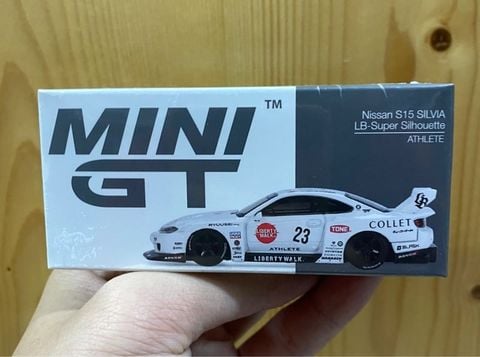 MINI
GT
TM
Nissan S15 SILVIA
LB-Super Silhouette
ATHLETE
LIBERTY
WALK
23
ATHLETE
TONE
COLLET
LIBERTY WALK